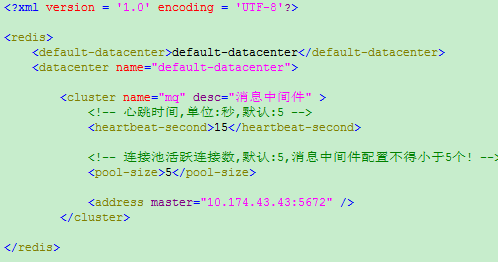 <?xml version = '1.0' encoding = 'UTF-8'?>
<redis>
<default-datacenter>default-datacenter</default-datacenter>
<datacenter name="default-datacenter">
<cluster name="mq" desc="消息中间件" >
<!-- 心跳时间,单位:秒,默认:5 -->
<heartbeat-second>15</heartbeat-second>
<!-- 连接池活跃连接数,默认:5,消息中间件配置不得小于5个! -->
<pool-size>5</pool-size>
<address master="10.174.43.43:5672" />
</cluster>
</redis>